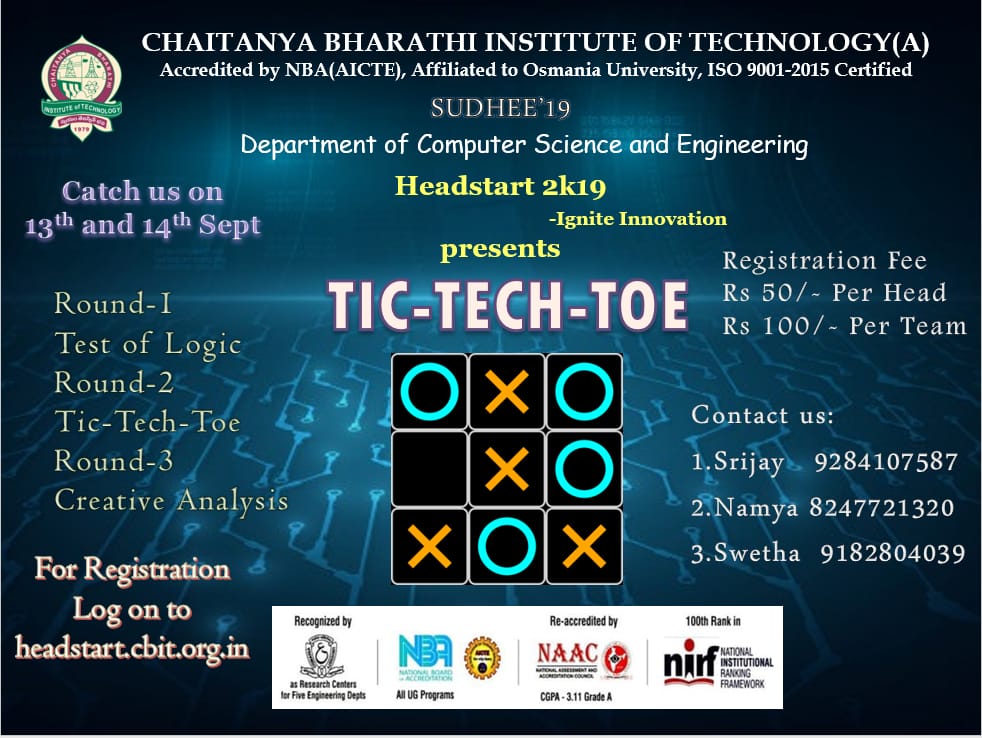 CHAITANYA BHARATHI INSTITUTE OF TECHNOLOGY(A)
Accredited by NBA(AICTE), Affiliated to Osmania University, ISO 9001-2015 Certified
CHAITANYA BHARATHI
INSTITUTE of TECHNOLOGY
1979
SUDHEE'19
Department of Computer Science and Engineering
Headstart 2k19
-Ignite Innovation
presents
TIC-TECH-TOE
Catch us on
13th and 14th Sept
Round-I
Test of Logic
Round-2
Tic-Tech-Toe
Round-3
Creative Analysis
Registration Fee
Rs 50/~ Per Head
Rs 100/~ Per Team
Contact us:
1.Srijay 9284107587
2.Namya 8247721320
3.Swetha 9182804039
For Registration
Log on to
headstart.cbit.org.in
Recognized by
as Research Centers
for Five Engineering Depts
NBA
NATIONAL BOARD
of ACCREDITATION
AICTE
All UG Programs
Re-accredited by
NAAC
NATIONAL ASSESSMENT AND
ACCREDITATION COUNCIL
CGPA - 3.11 Grade A
100th Rank in
nirf
NATIONAL
INSTITUTIONAL
RANKING
FRAMEWORK